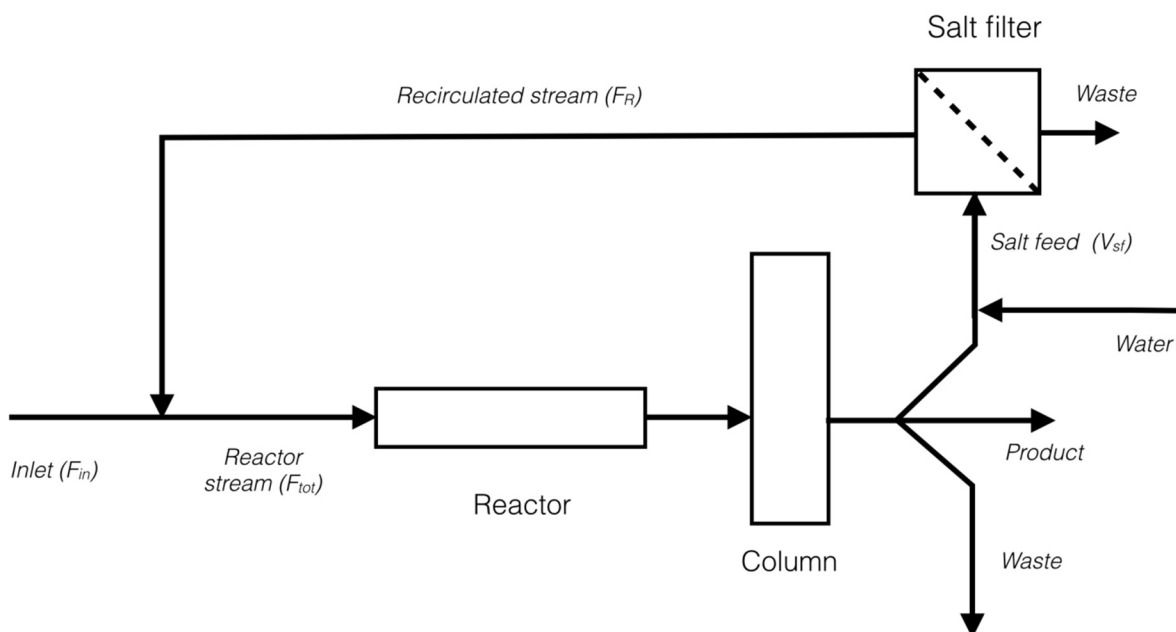 Salt filter
Recirculated stream (FR)
Waste
Salt feed (Vsf)
Water
Inlet (Fin)
Reactor
stream (Ftot)
Reactor
Product
Column
Waste